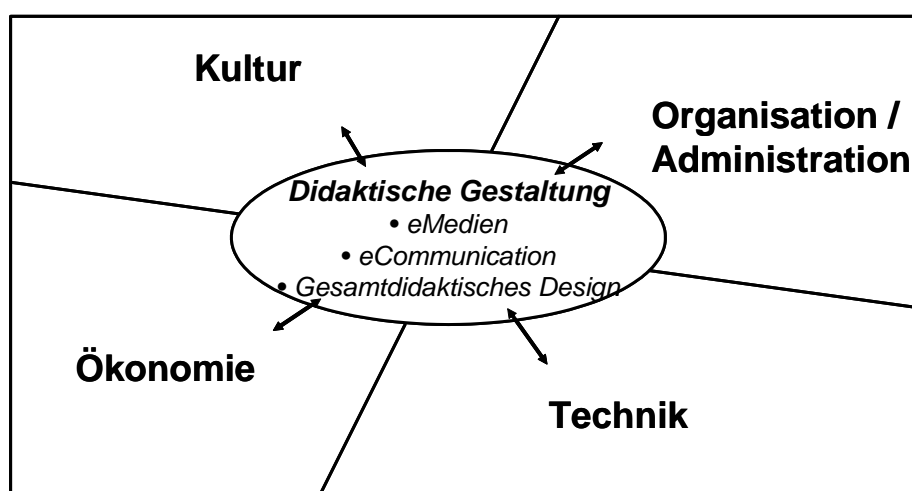 Kultur
Organisation /
Administration
Didaktische Gestaltung
• eMedien
• eCommunication
• Gesamtdidaktisches Design
Ökonomie
Technik